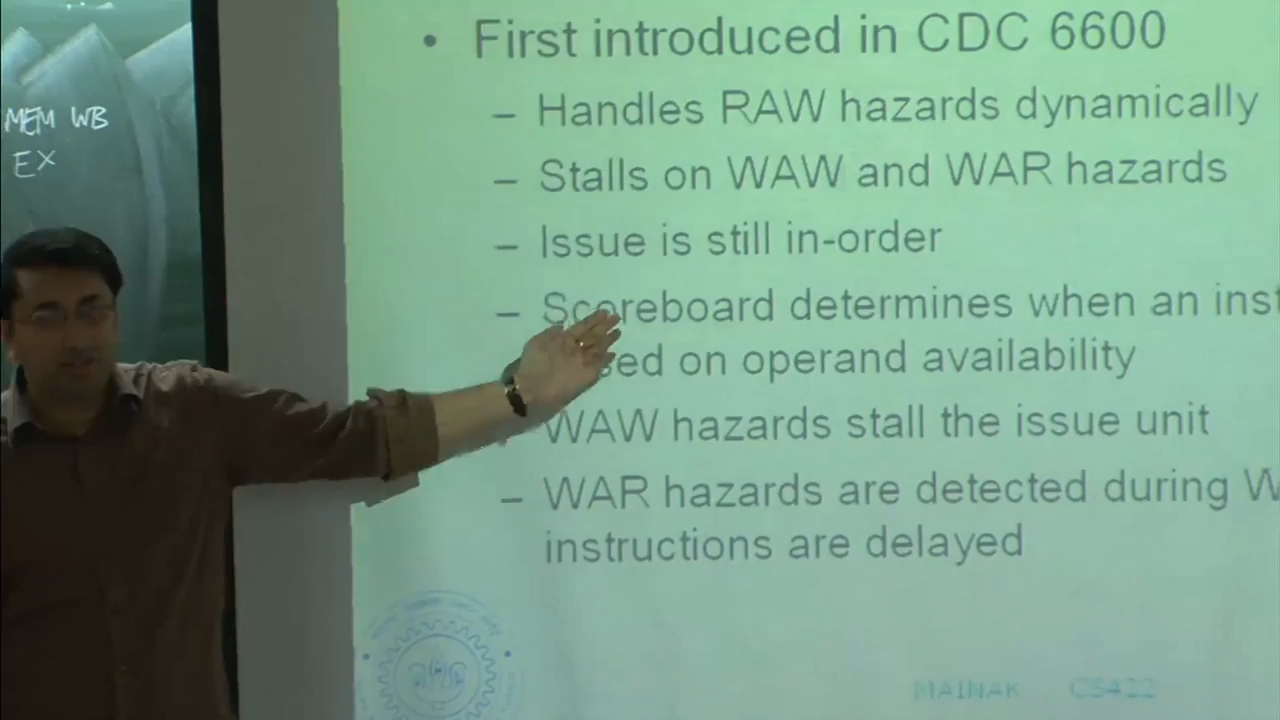 MEM WB
EX
• First introduced in CDC 6600
– Handles RAW hazards dynamically
– Stalls on WAW and WAR hazards
– Issue is still in-order
– Scoreboard determines when an inst
on operand availability
WAW hazards stall the issue unit
– WAR hazards are detected during W
instructions are delayed
MAINAK CS422